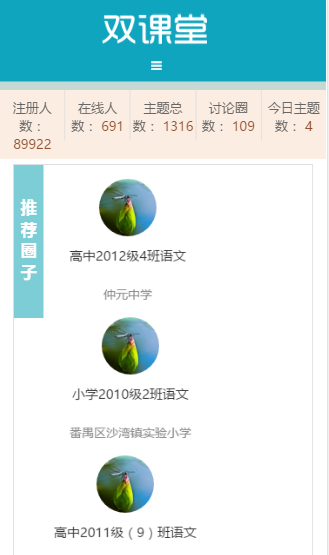 双课堂
注册人数： 89922
在线人数： 691
主题总数： 1316
讨论圈数： 109
今日主题数： 4
推荐圈子
高中2012级4班语文
仲元中学
小学2010级2班语文
番禺区沙湾镇实验小学
高中2011级（9）班语文